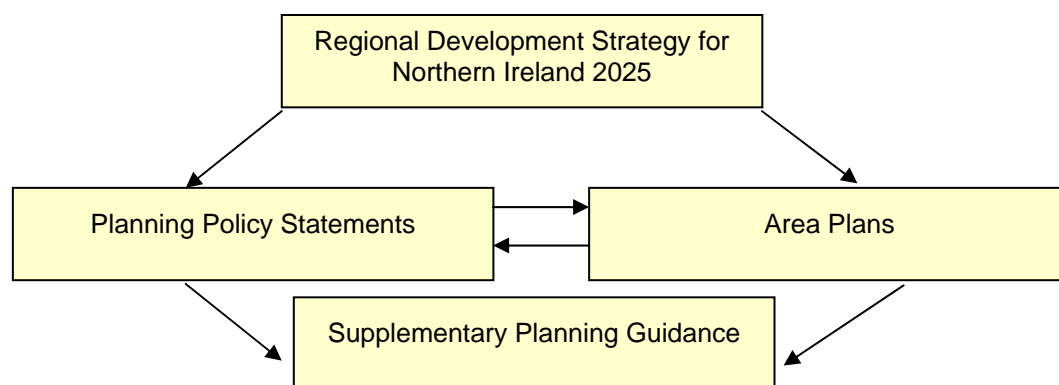 Regional Development Strategy for
Northern Ireland 2025
Planning Policy Statements
Area Plans
Supplementary Planning Guidance